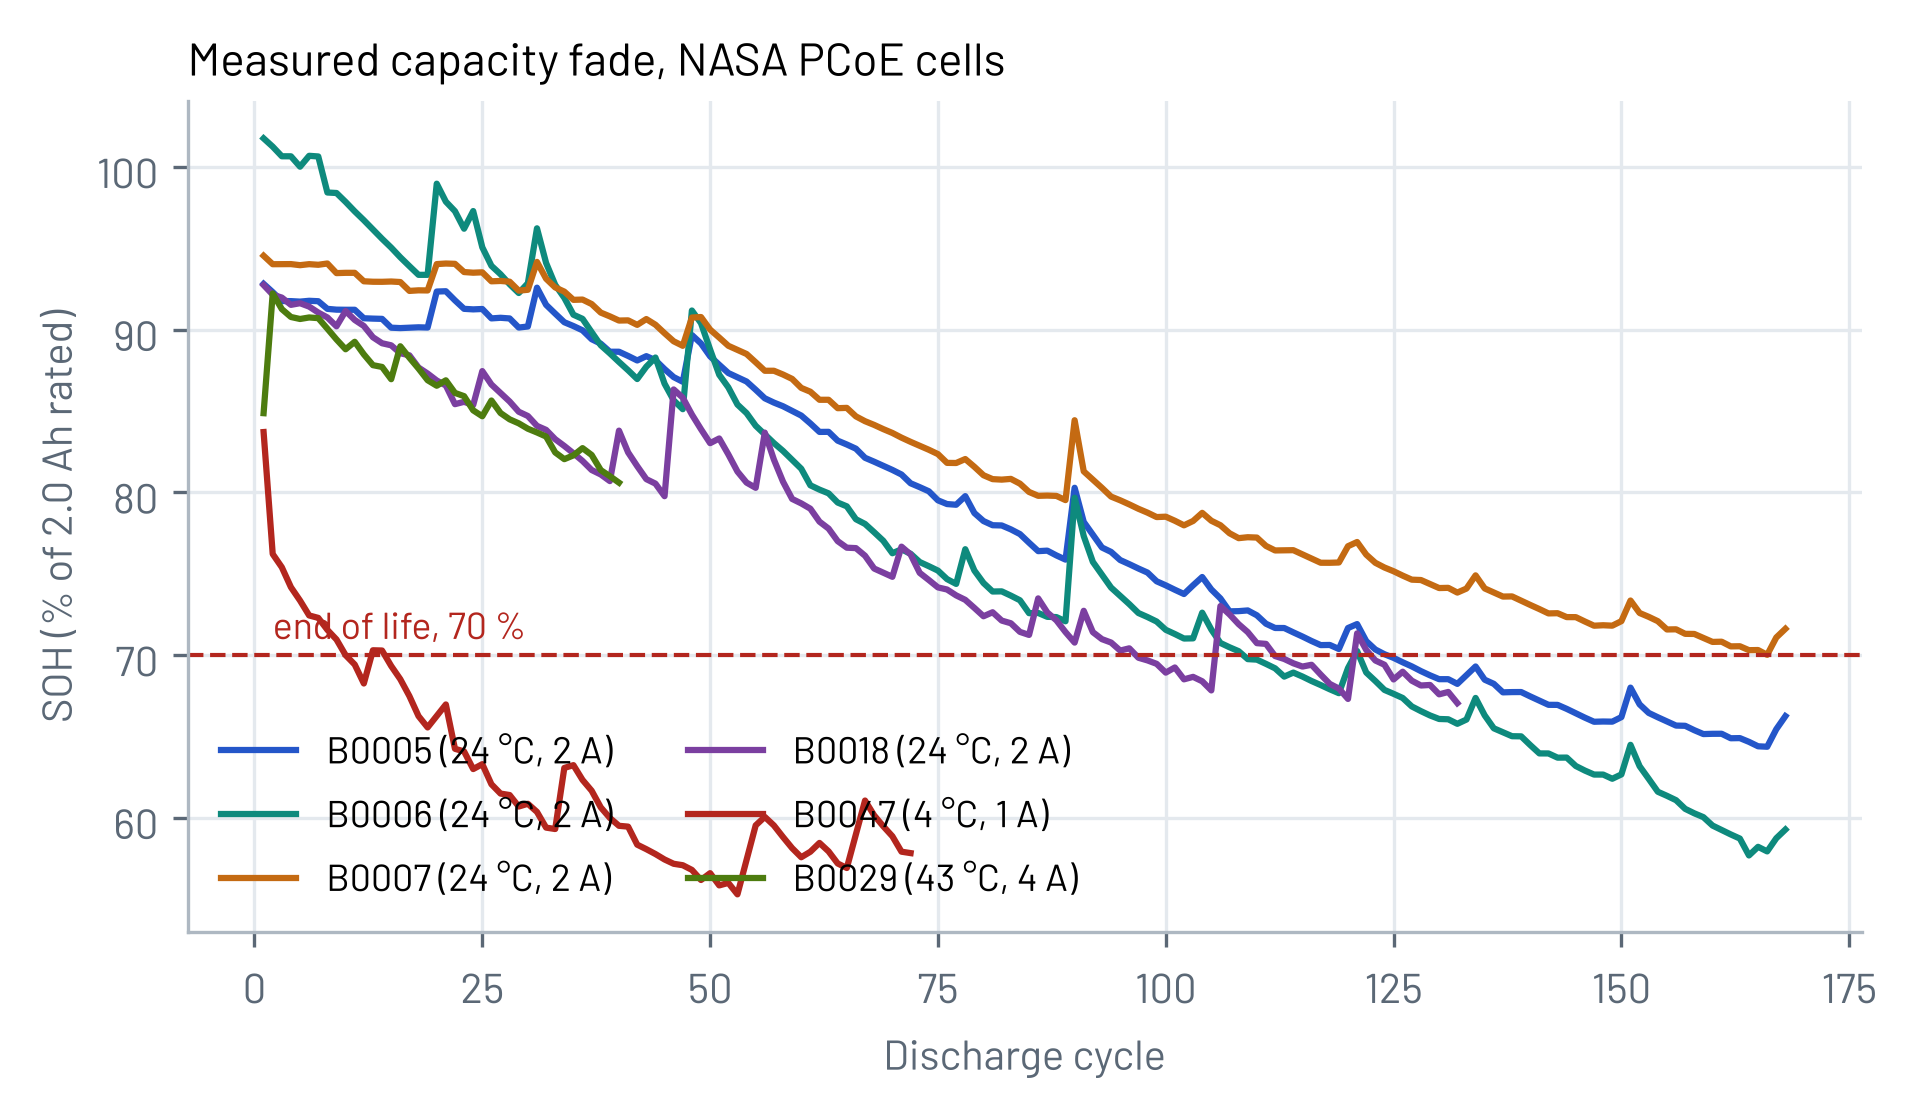 Measured capacity fade, NASA PCoE cells
SOH (% of 2.0 Ah rated)
100
90
80
70
60
end of life, 70 %
B0005 (24 °C, 2 A)
B0006 (24 °C, 2 A)
B0007 (24 °C, 2 A)
B0018 (24 °C, 2 A)
B0047 (4 °C, 1 A)
B0029 (43 °C, 4 A)
0 25 50 75 100 125 150 175
Discharge cycle